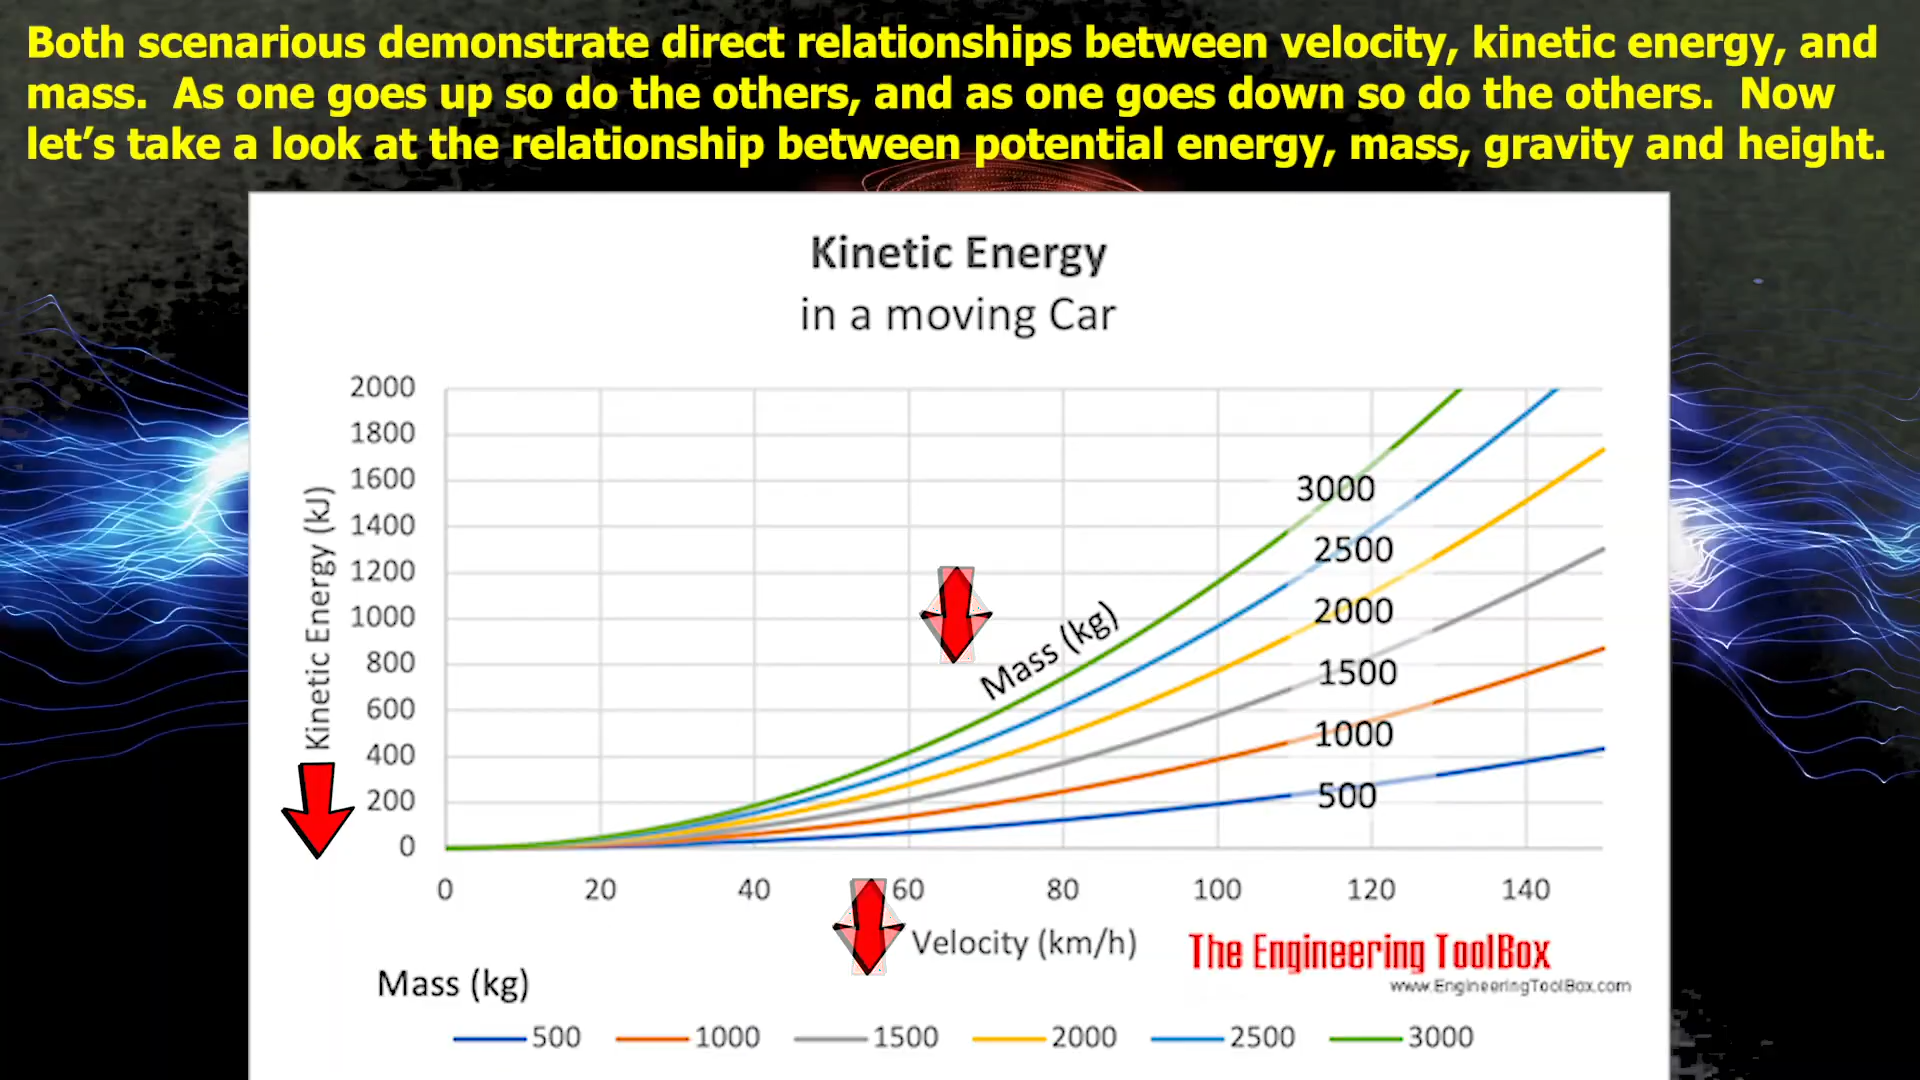 Both scenarious demonstrate direct relationships between velocity, kinetic energy, and
mass.  As one goes up so do the others, and as one goes down so do the others.  Now
let’s take a look at the relationship between potential energy, mass, gravity and height.
Kinetic Energy
in a moving Car
2000
1800
1600
1400
1200
1000
800
600
400
200
0
Kinetic Energy (kJ)
Mass (kg)
3000
2500
2000
1500
1000
500
0 20 40 60 80 100 120 140
Velocity (km/h)
The Engineering ToolBox
www.EngineeringToolBox.com
Mass (kg)
500 1000 1500 2000 2500 3000